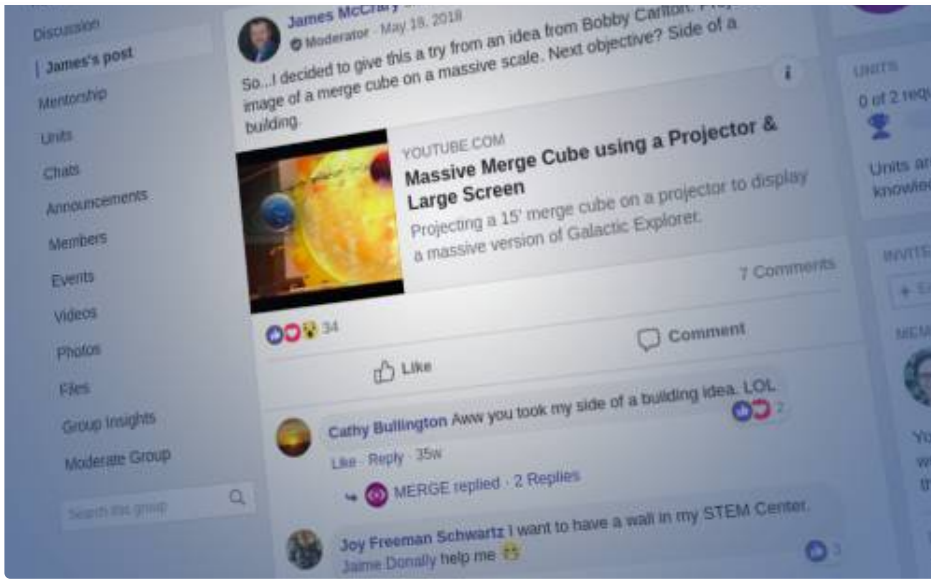 Discussion
James's post
Mentorship
Units
Chats
Announcements
Members
Events
Videos
Photos
Files
Group Insights
Moderate Group
Search this group
James McCrary
Moderator · May 18, 2018
So...I decided to give this a try from an idea from Bobby Carlton.
image of a merge cube on a massive scale. Next objective? Side of a
building.
YOUTUBE.COM
Massive Merge Cube using a Projector &
Large Screen
Projecting a 15' merge cube on a projector to display
a massive version of Galactic Explorer.
34
7 Comments
Like
Comment
Cathy Bullington Aww you took my side of a building idea. LOL
2
Like · Reply · 35w
MERGE replied · 2 Replies
Joy Freeman Schwartz I want to have a wall in my STEM Center.
Jaime Donally help me
3
UNITS
0 of 2
Units